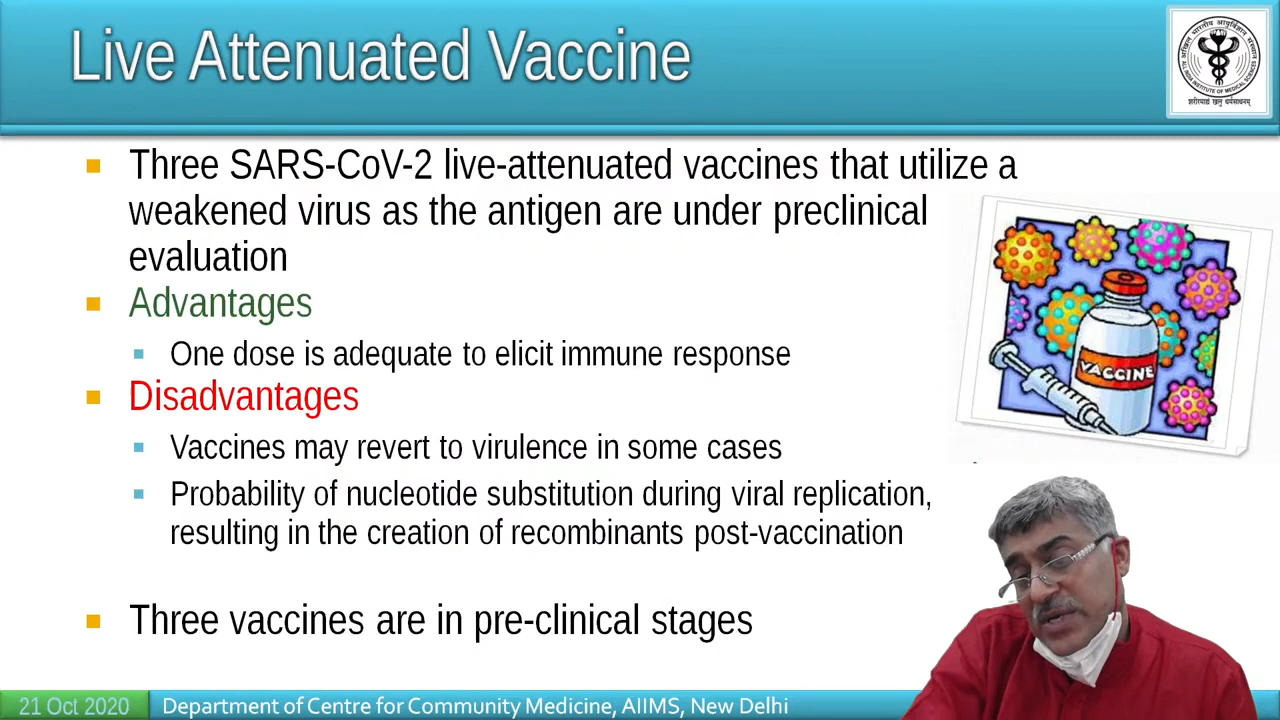 Live Attenuated Vaccine
Three SARS-CoV-2 live-attenuated vaccines that utilize a
weakened virus as the antigen are under preclinical
evaluation
Advantages
One dose is adequate to elicit immune response
Disadvantages
Vaccines may revert to virulence in some cases
Probability of nucleotide substitution during viral replication,
resulting in the creation of recombinants post-vaccination
Three vaccines are in pre-clinical stages
VACCINE
21 Oct 2020
Department of Centre for Community Medicine, AIIMS, New Delhi